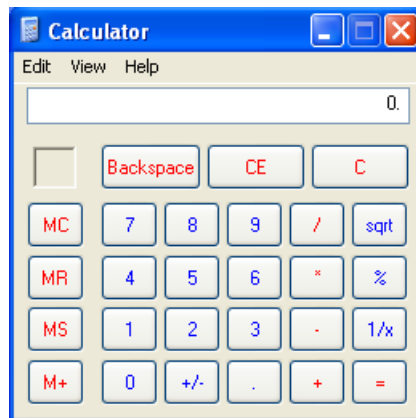 Calculator
Edit View Help
0.
Backspace CE C
MC 7 8 9 / sqrt
MR 4 5 6 * %
MS 1 2 3 - 1/x
M+ 0 +/- . + =